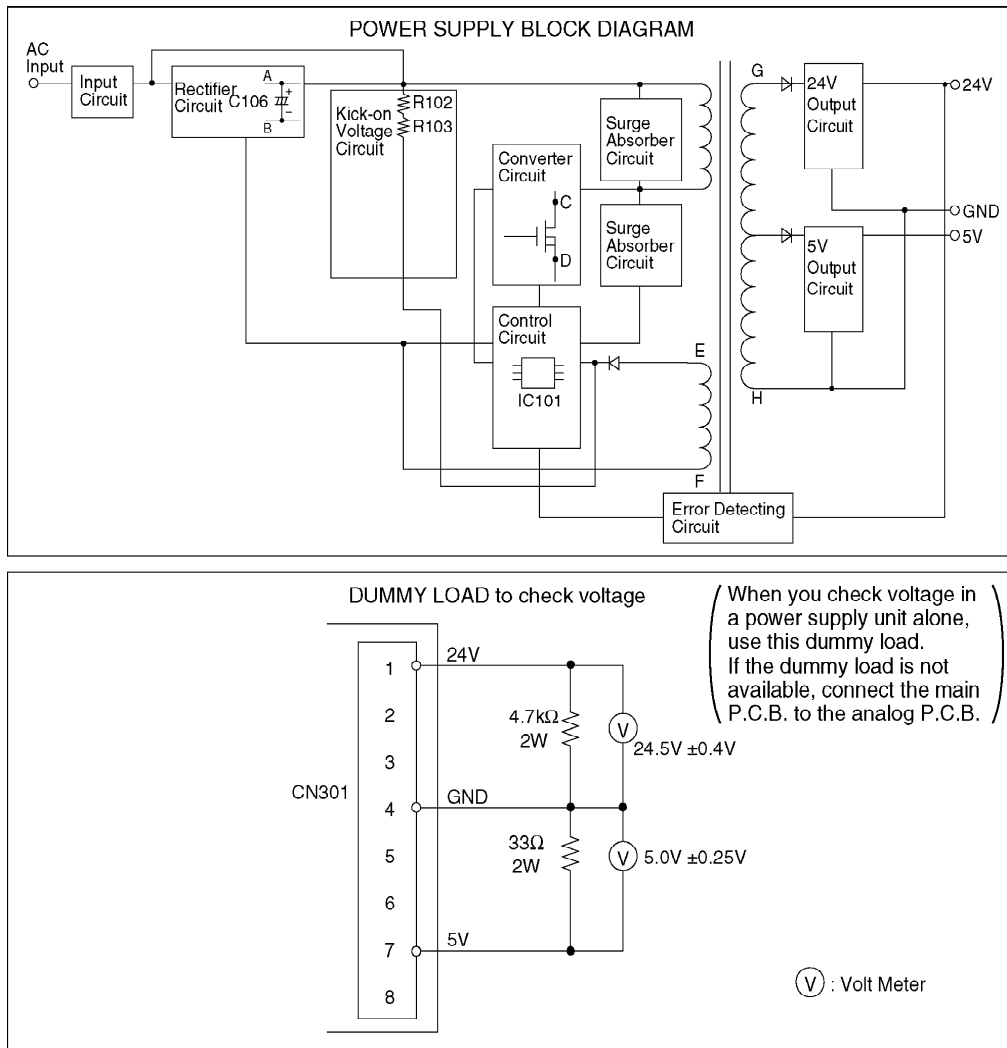 POWER SUPPLY BLOCK DIAGRAM
AC
Input
Input
Circuit
Rectifier
Circuit
C106
A
+
−
B
Kick-on
Voltage
Circuit
R102
R103
Converter
Circuit
C
D
Surge
Absorber
Circuit
Surge
Absorber
Circuit
Control
Circuit
IC101
E
F
G
H
24V
Output
Circuit
5V
Output
Circuit
24V
GND
5V
Error Detecting
Circuit
DUMMY LOAD to check voltage
When you check voltage in
a power supply unit alone,
use this dummy load.
If the dummy load is not
available, connect the main
P.C.B. to the analog P.C.B.
CN301
1
2
3
4
5
6
7
8
24V
GND
5V
4.7kΩ
2W
V
24.5V ±0.4V
33Ω
2W
V
5.0V ±0.25V
V : Volt Meter